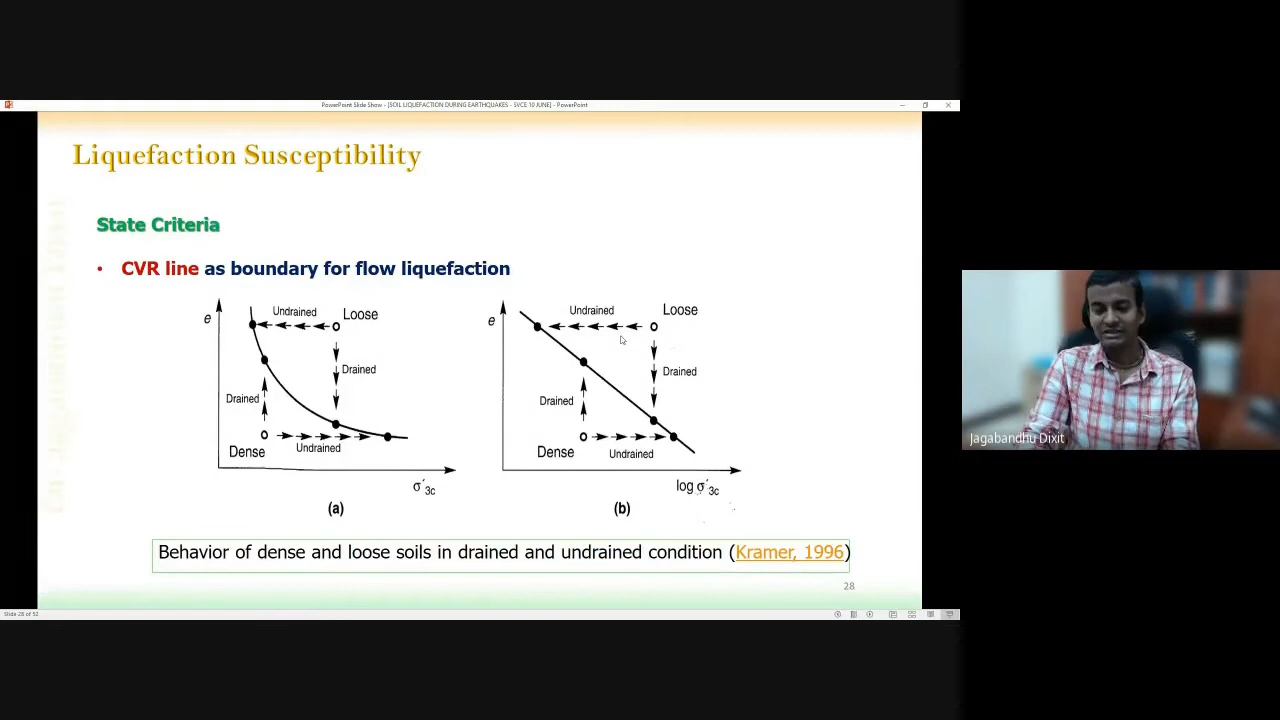 PowerPoint Slide Show - [SOIL LIQUEFACTION DURING EARTHQUAKES - SVCE 10 JUNE] - PowerPoint
Liquefaction Susceptibility
State Criteria
• CVR line as boundary for flow liquefaction
e
Undrained
Loose
Drained
Drained
Dense
Undrained
σ′3c
(a)
e
Undrained
Loose
Drained
Drained
Dense
Undrained
log σ′3c
(b)
Behavior of dense and loose soils in drained and undrained condition (Kramer, 1996)
28
Slide 28 of 52
Jagabandhu Dixit